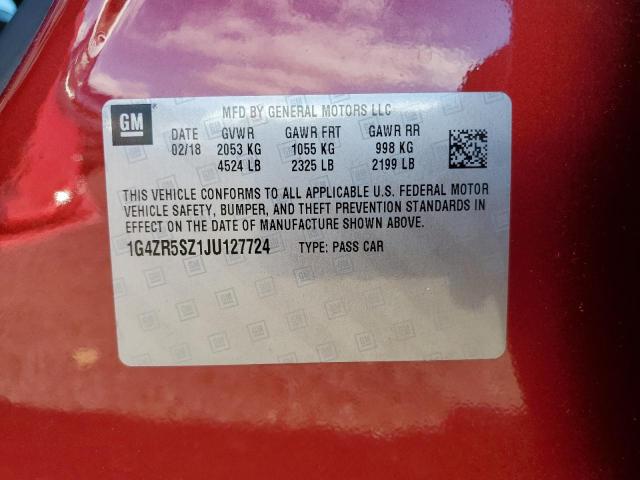 GM
MFD BY GENERAL MOTORS LLC
DATE GVWR GAWR FRT GAWR RR
02/18 2053 KG 1055 KG 998 KG
4524 LB 2325 LB 2199 LB
THIS VEHICLE CONFORMS TO ALL APPLICABLE U.S. FEDERAL MOTOR
VEHICLE SAFETY, BUMPER, AND THEFT PREVENTION STANDARDS IN
EFFECT ON THE DATE OF MANUFACTURE SHOWN ABOVE.
1G4ZR5SZ1JU127724 TYPE: PASS CAR